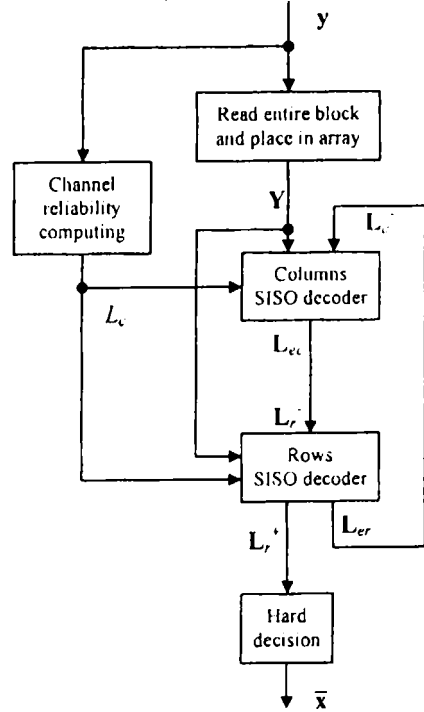 y
Read entire block
and place in array
Channel
reliability
computing
Y
L_c^-
Columns
SISO decoder
L_c
L_ec
L_r^-
Rows
SISO decoder
L_r^+
L_er
Hard
decision
x̄